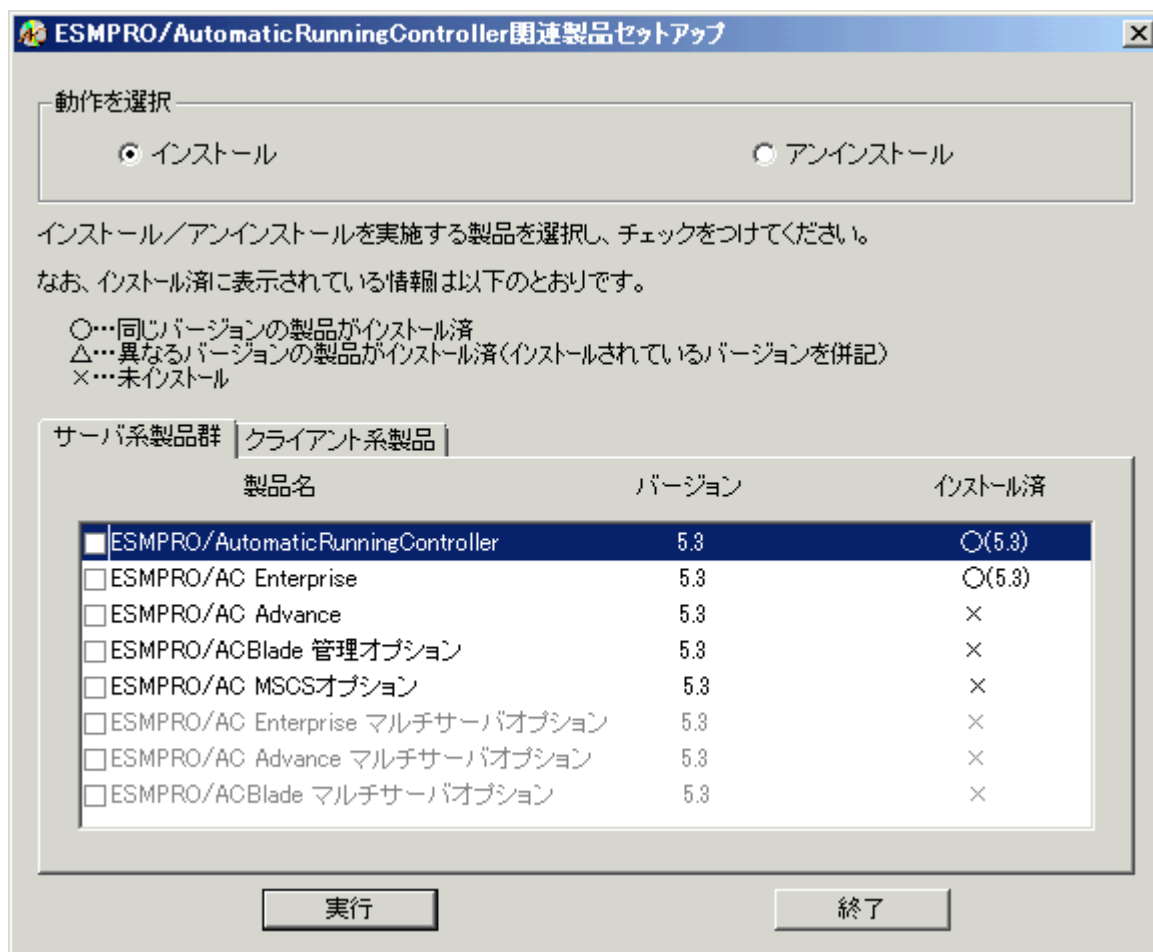 ESMPRO/AutomaticRunningController関連製品セットアップ
動作を選択
インストール アンインストール
インストール／アンインストールを実施する製品を選択し、チェックをつけてください。
なお、インストール済に表示されている情報は以下のとおりです。
○…同じバージョンの製品がインストール済
△…異なるバージョンの製品がインストール済(インストールされているバージョンを併記)
×…未インストール
サーバ系製品群 クライアント系製品
製品名 バージョン インストール済
ESMPRO/AutomaticRunningController 5.3 ○(5.3)
ESMPRO/AC Enterprise 5.3 ○(5.3)
ESMPRO/AC Advance 5.3 ×
ESMPRO/ACBlade 管理オプション 5.3 ×
ESMPRO/AC MSCSオプション 5.3 ×
ESMPRO/AC Enterprise マルチサーバオプション 5.3 ×
ESMPRO/AC Advance マルチサーバオプション 5.3 ×
ESMPRO/ACBlade マルチサーバオプション 5.3 ×
実行 終了